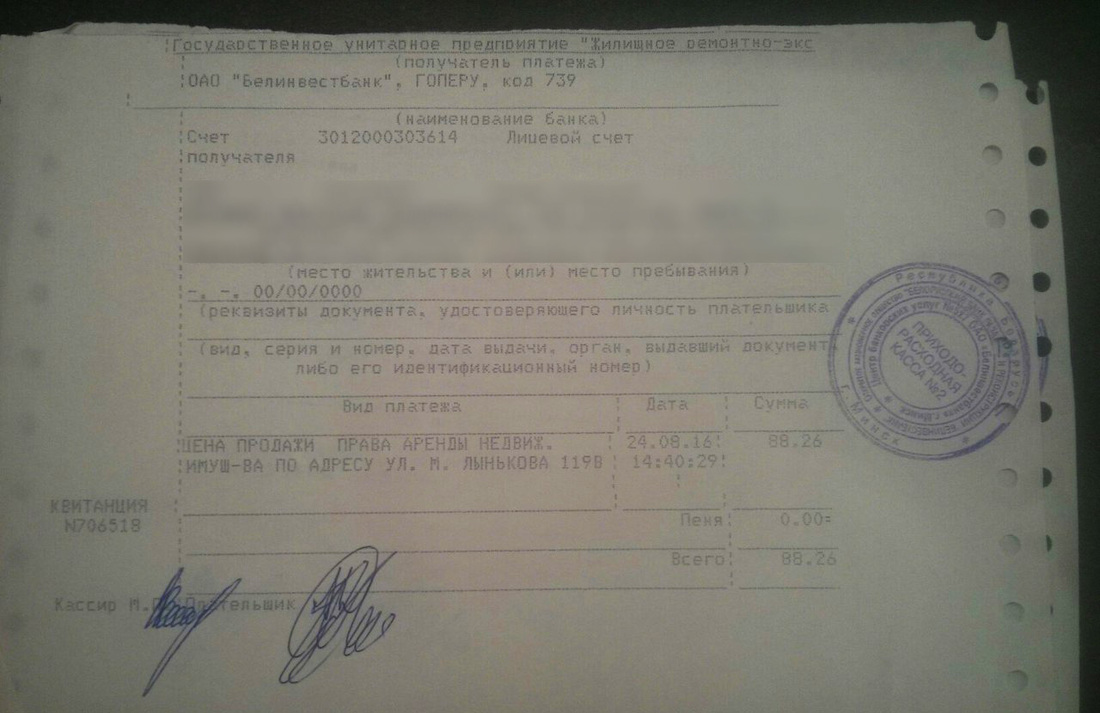 Государственное унитарное предприятие "Жилищное ремонтно-экс
(получатель платежа)
ОАО "Белинвестбанк", ГОПЕРУ, код 739
(наименование банка)
Счет 3012000303614 Лицевой счет
получателя
(место жительства и (или) место пребывания)
-, -, 00/00/0000
(реквизиты документа, удостоверяющего личность плательщика
(вид, серия и номер, дата выдачи, орган, выдавший документ
либо его идентификационный номер)
Вид платежа Дата Сумма
ЦЕНА ПРОДАЖИ ПРАВА АРЕНДЫ НЕДВИЖ. 24.08.16 88.26
ИМУЩ-ВА ПО АДРЕСУ УЛ. М. ЛЫНЬКОВА 119В 14:40:29
КВИТАНЦИЯ
N706518
Пеня 0.00=
Всего 88.26
Кассир М.П. Плательщик
Республика Беларусь
г. Минск
ПРИХОДО-
РАСХОДНАЯ
КАССА №2